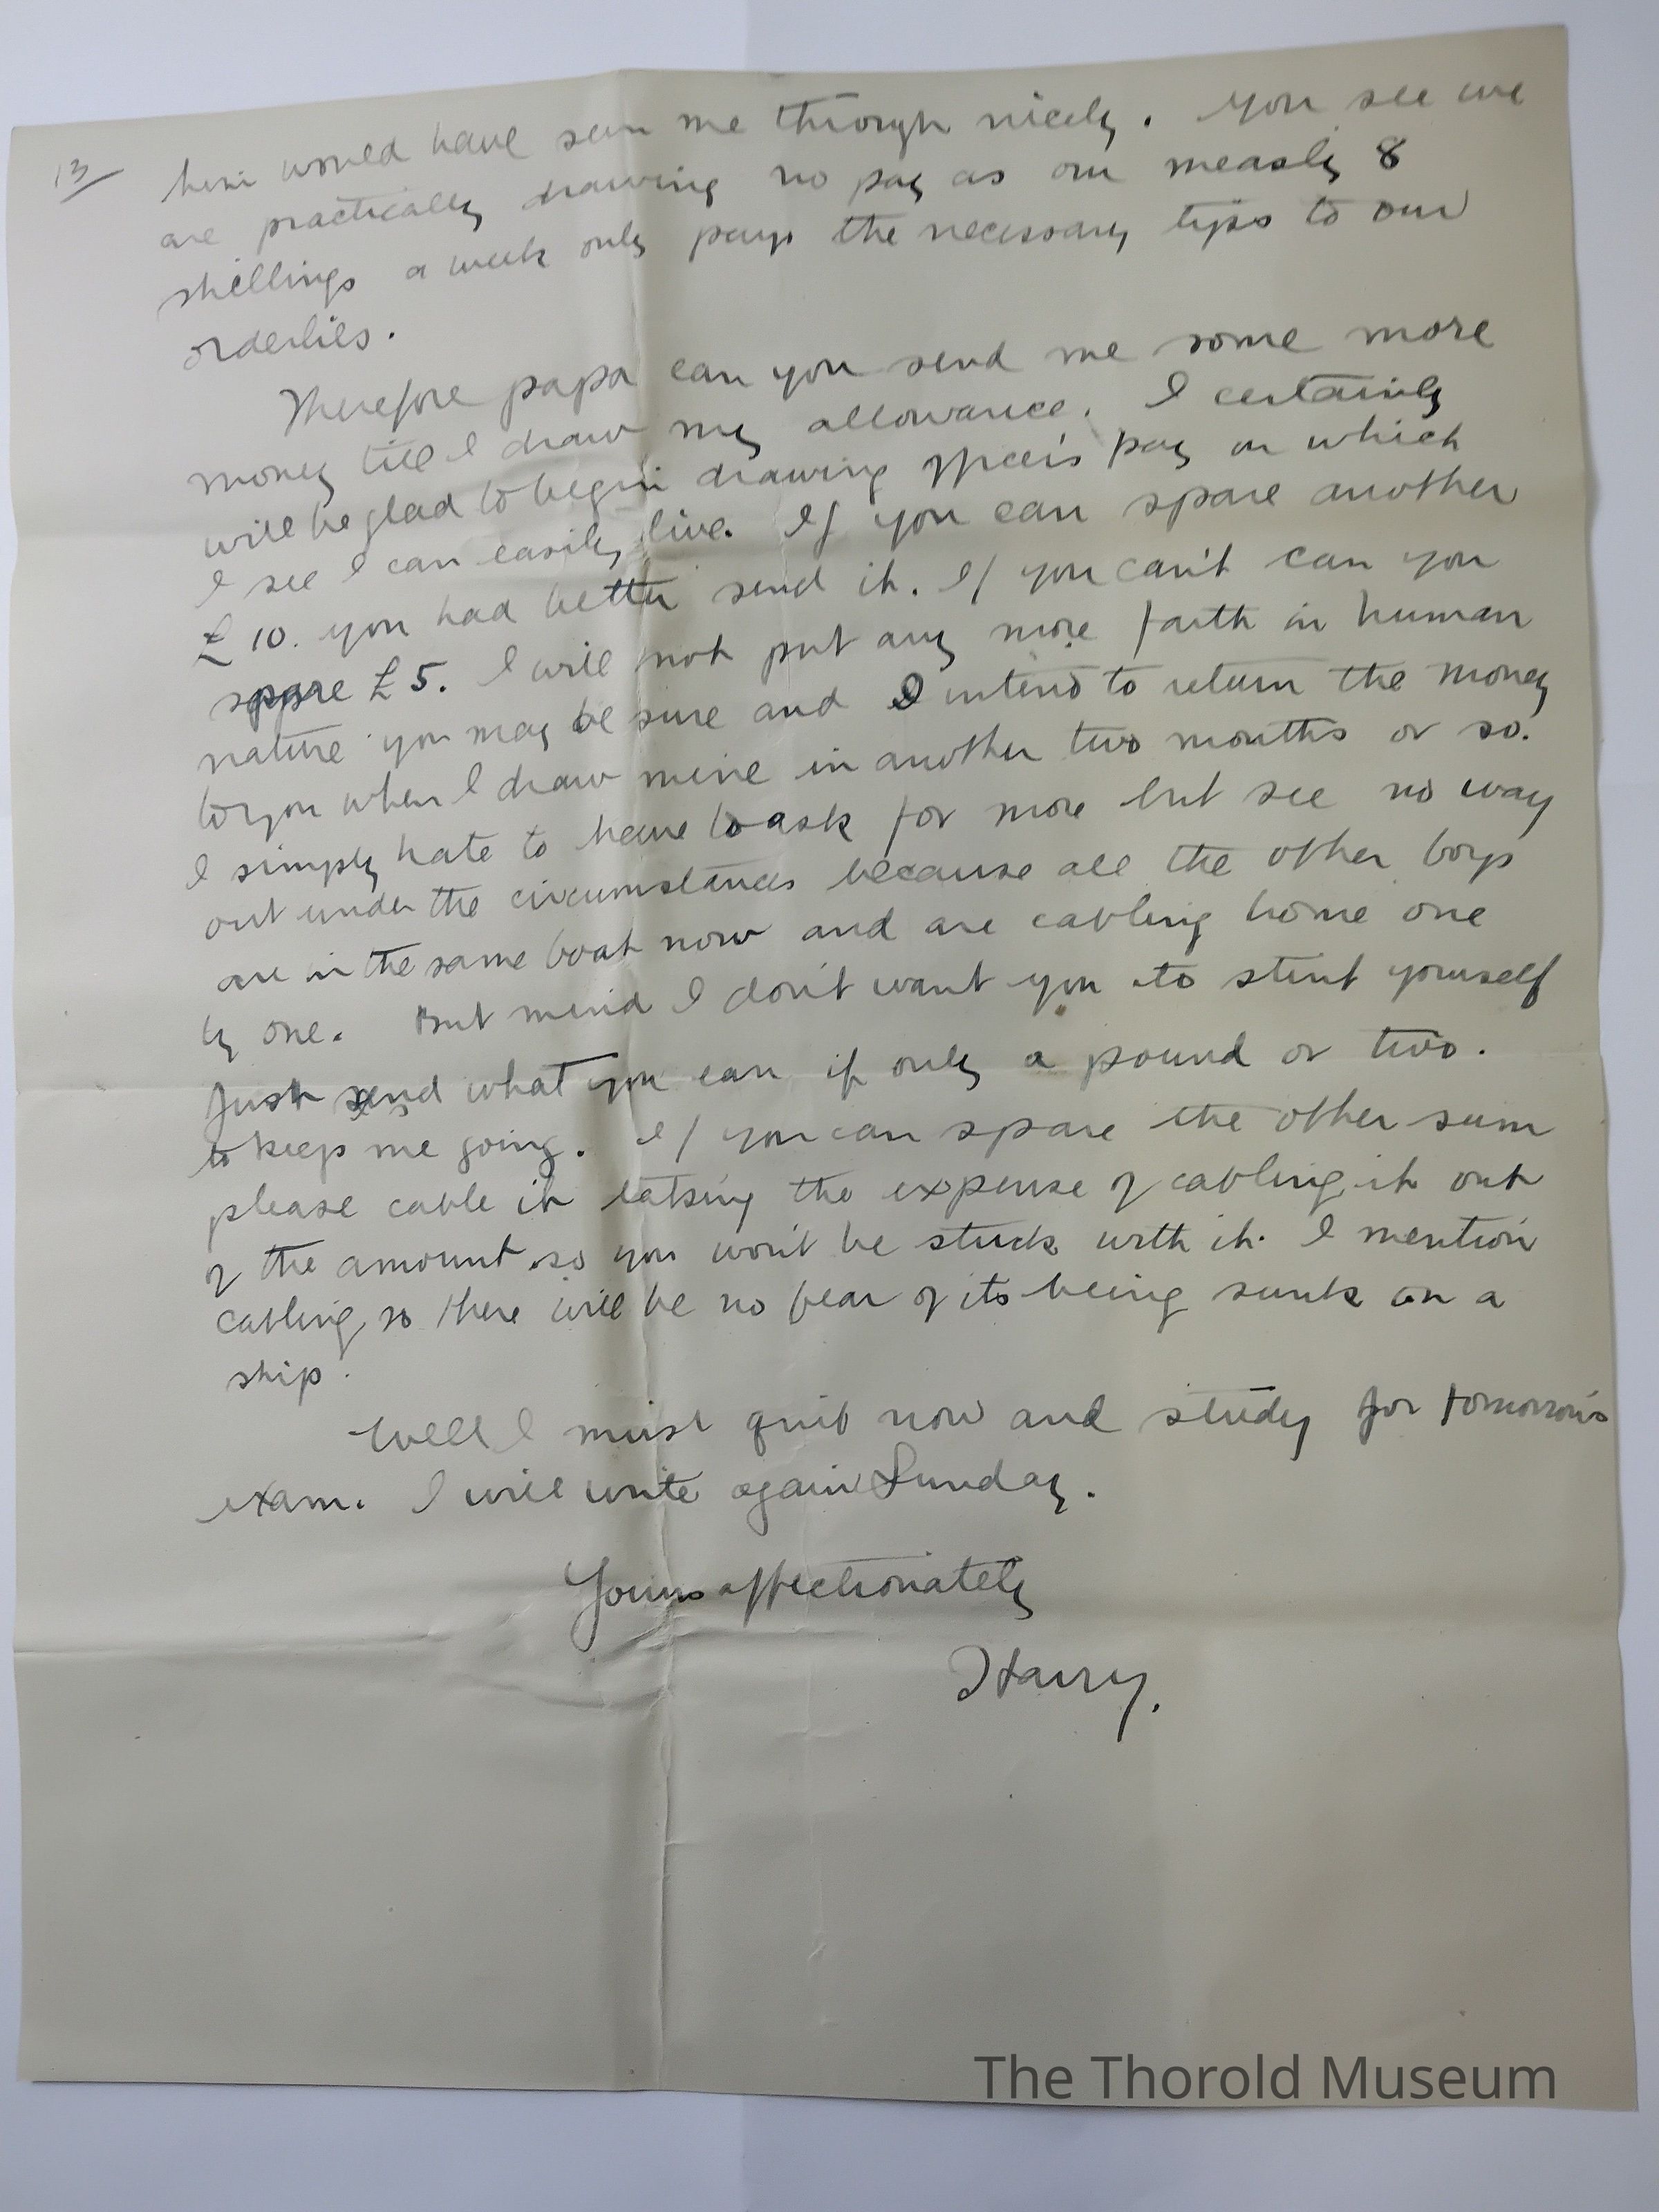 13
him would have seen me through nicely. You see we
are practically drawing no pay as our measly 8
shillings a week only pays the necessary tips to our
orderlies.
Therefore papa can you send me some more
money till I draw my allowance. I certainly
will be glad to begin drawing officer's pay on which
I see I can easily live. If you can spare another
£10. you had better send it. If you can't can you
spare £5. I will not put any more faith in human
nature you may be sure and I intend to return the money
to you when I draw mine in another two months or so.
I simply hate to have to ask for more but see no way
out under the circumstances because all the other boys
are in the same boat now and are cabling home one
by one. But mind I don't want you to stint yourself
Just send what you can if only a pound or two.
to keep me going. If you can spare the other sum
please cable it taking the expense of cabling it out
of the amount so you won't be stuck with it. I mention
cabling so there will be no fear of its being sunk on a
ship.
Well I must quit now and study for tomorrow's
exam. I will write again Sunday.
Yours affectionately
Harry.
The Thorold Museum